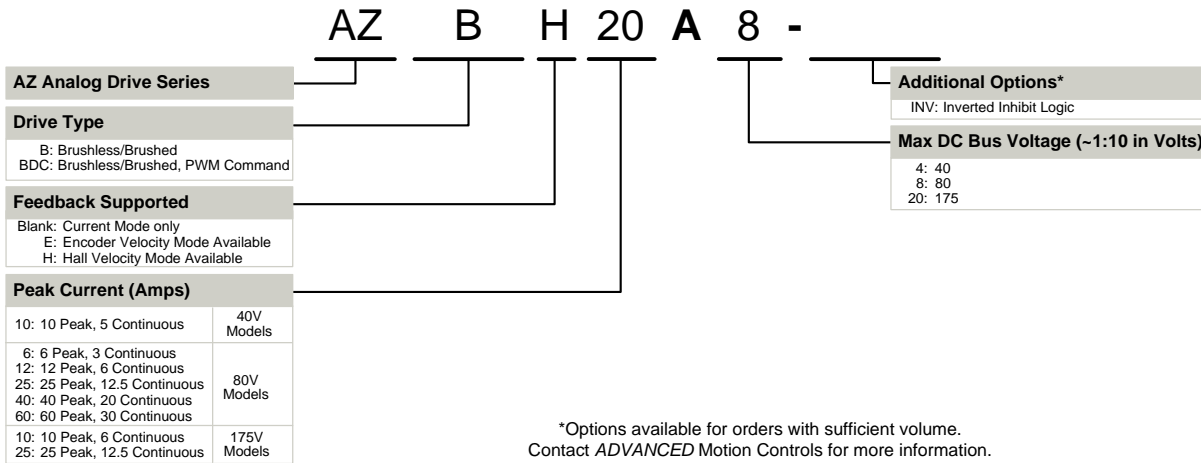 AZ B H 20 A 8 -
AZ Analog Drive Series
Drive Type
B: Brushless/Brushed
BDC: Brushless/Brushed, PWM Command
Feedback Supported
Blank: Current Mode only
E: Encoder Velocity Mode Available
H: Hall Velocity Mode Available
Peak Current (Amps)
10: 10 Peak, 5 Continuous
40V
Models
6: 6 Peak, 3 Continuous
12: 12 Peak, 6 Continuous
25: 25 Peak, 12.5 Continuous
40: 40 Peak, 20 Continuous
60: 60 Peak, 30 Continuous
80V
Models
10: 10 Peak, 6 Continuous
25: 25 Peak, 12.5 Continuous
175V
Models
Additional Options*
INV: Inverted Inhibit Logic
Max DC Bus Voltage (~1:10 in Volts)
4: 40
8: 80
20: 175
*Options available for orders with sufficient volume.
Contact ADVANCED Motion Controls for more information.